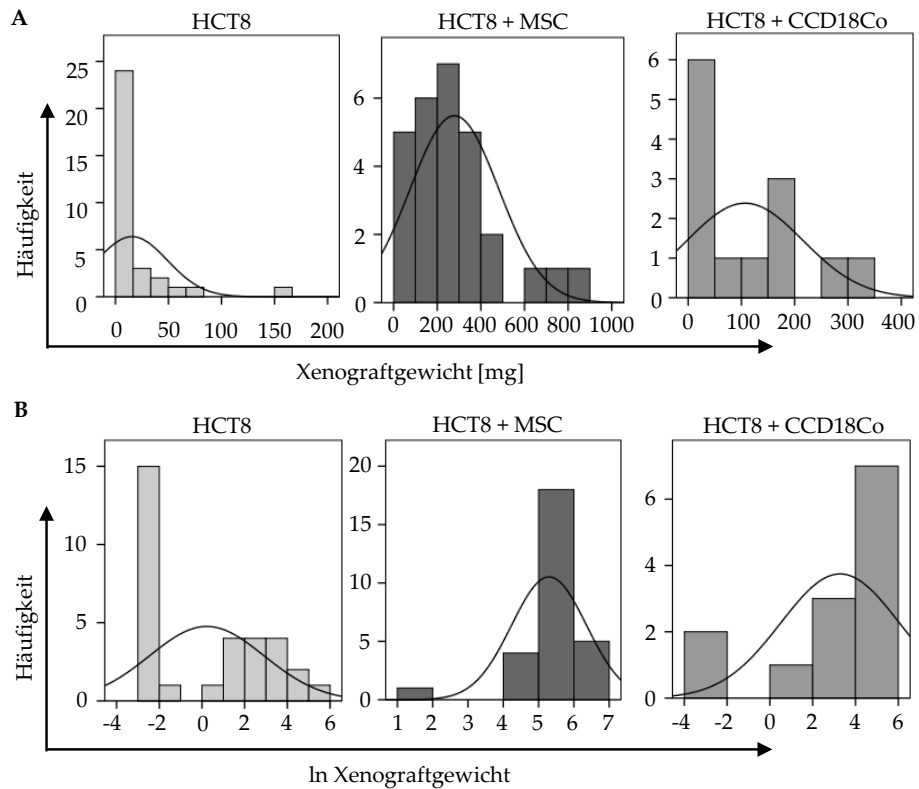 A
HCT8
HCT8 + MSC
HCT8 + CCD18Co
Häufigkeit
25
20
15
10
5
0
6
4
2
0
6
5
4
3
2
1
0
0 50 100 150 200
0 200 400 600 800 1000
0 100 200 300 400
Xenograftgewicht [mg]
B
HCT8
HCT8 + MSC
HCT8 + CCD18Co
Häufigkeit
15
10
5
0
20
15
10
5
0
6
4
2
0
-4 -2 0 2 4 6
1 2 3 4 5 6 7
-4 -2 0 2 4 6
ln Xenograftgewicht